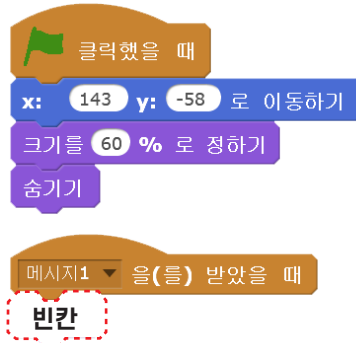 클릭했을 때
x: 143 y: -58 로 이동하기
크기를 60 % 로 정하기
숨기기
메시지1 을(를) 받았을 때
빈칸